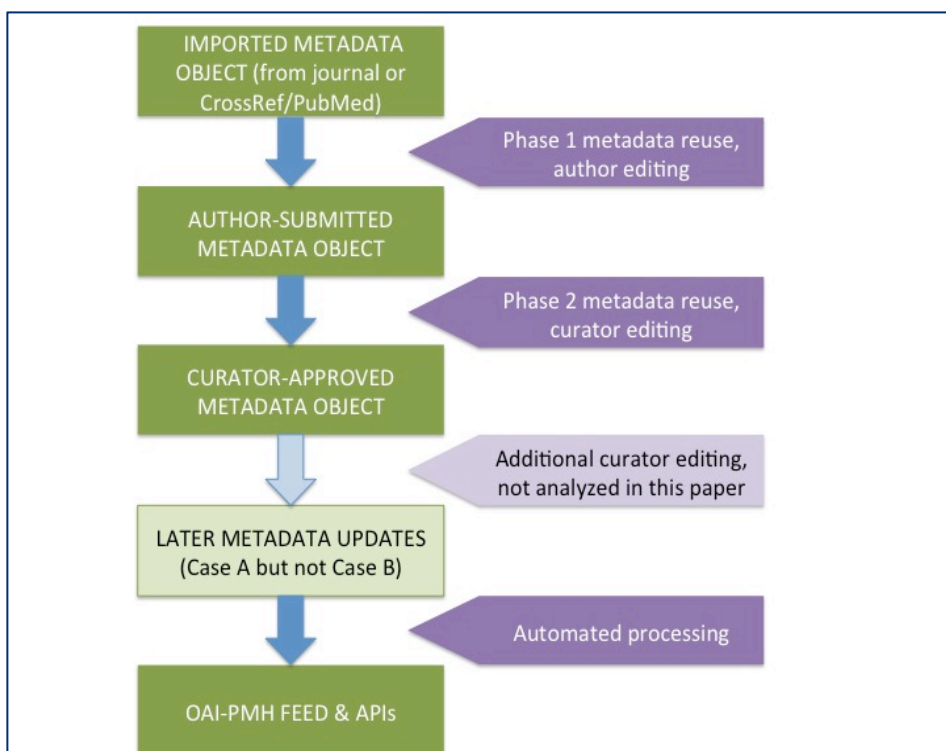 IMPORTED METADATA
OBJECT (from journal or
CrossRef/PubMed)
Phase 1 metadata reuse,
author editing
AUTHOR-SUBMITTED
METADATA OBJECT
Phase 2 metadata reuse,
curator editing
CURATOR-APPROVED
METADATA OBJECT
Additional curator editing,
not analyzed in this paper
LATER METADATA UPDATES
(Case A but not Case B)
Automated processing
OAI-PMH FEED & APIs